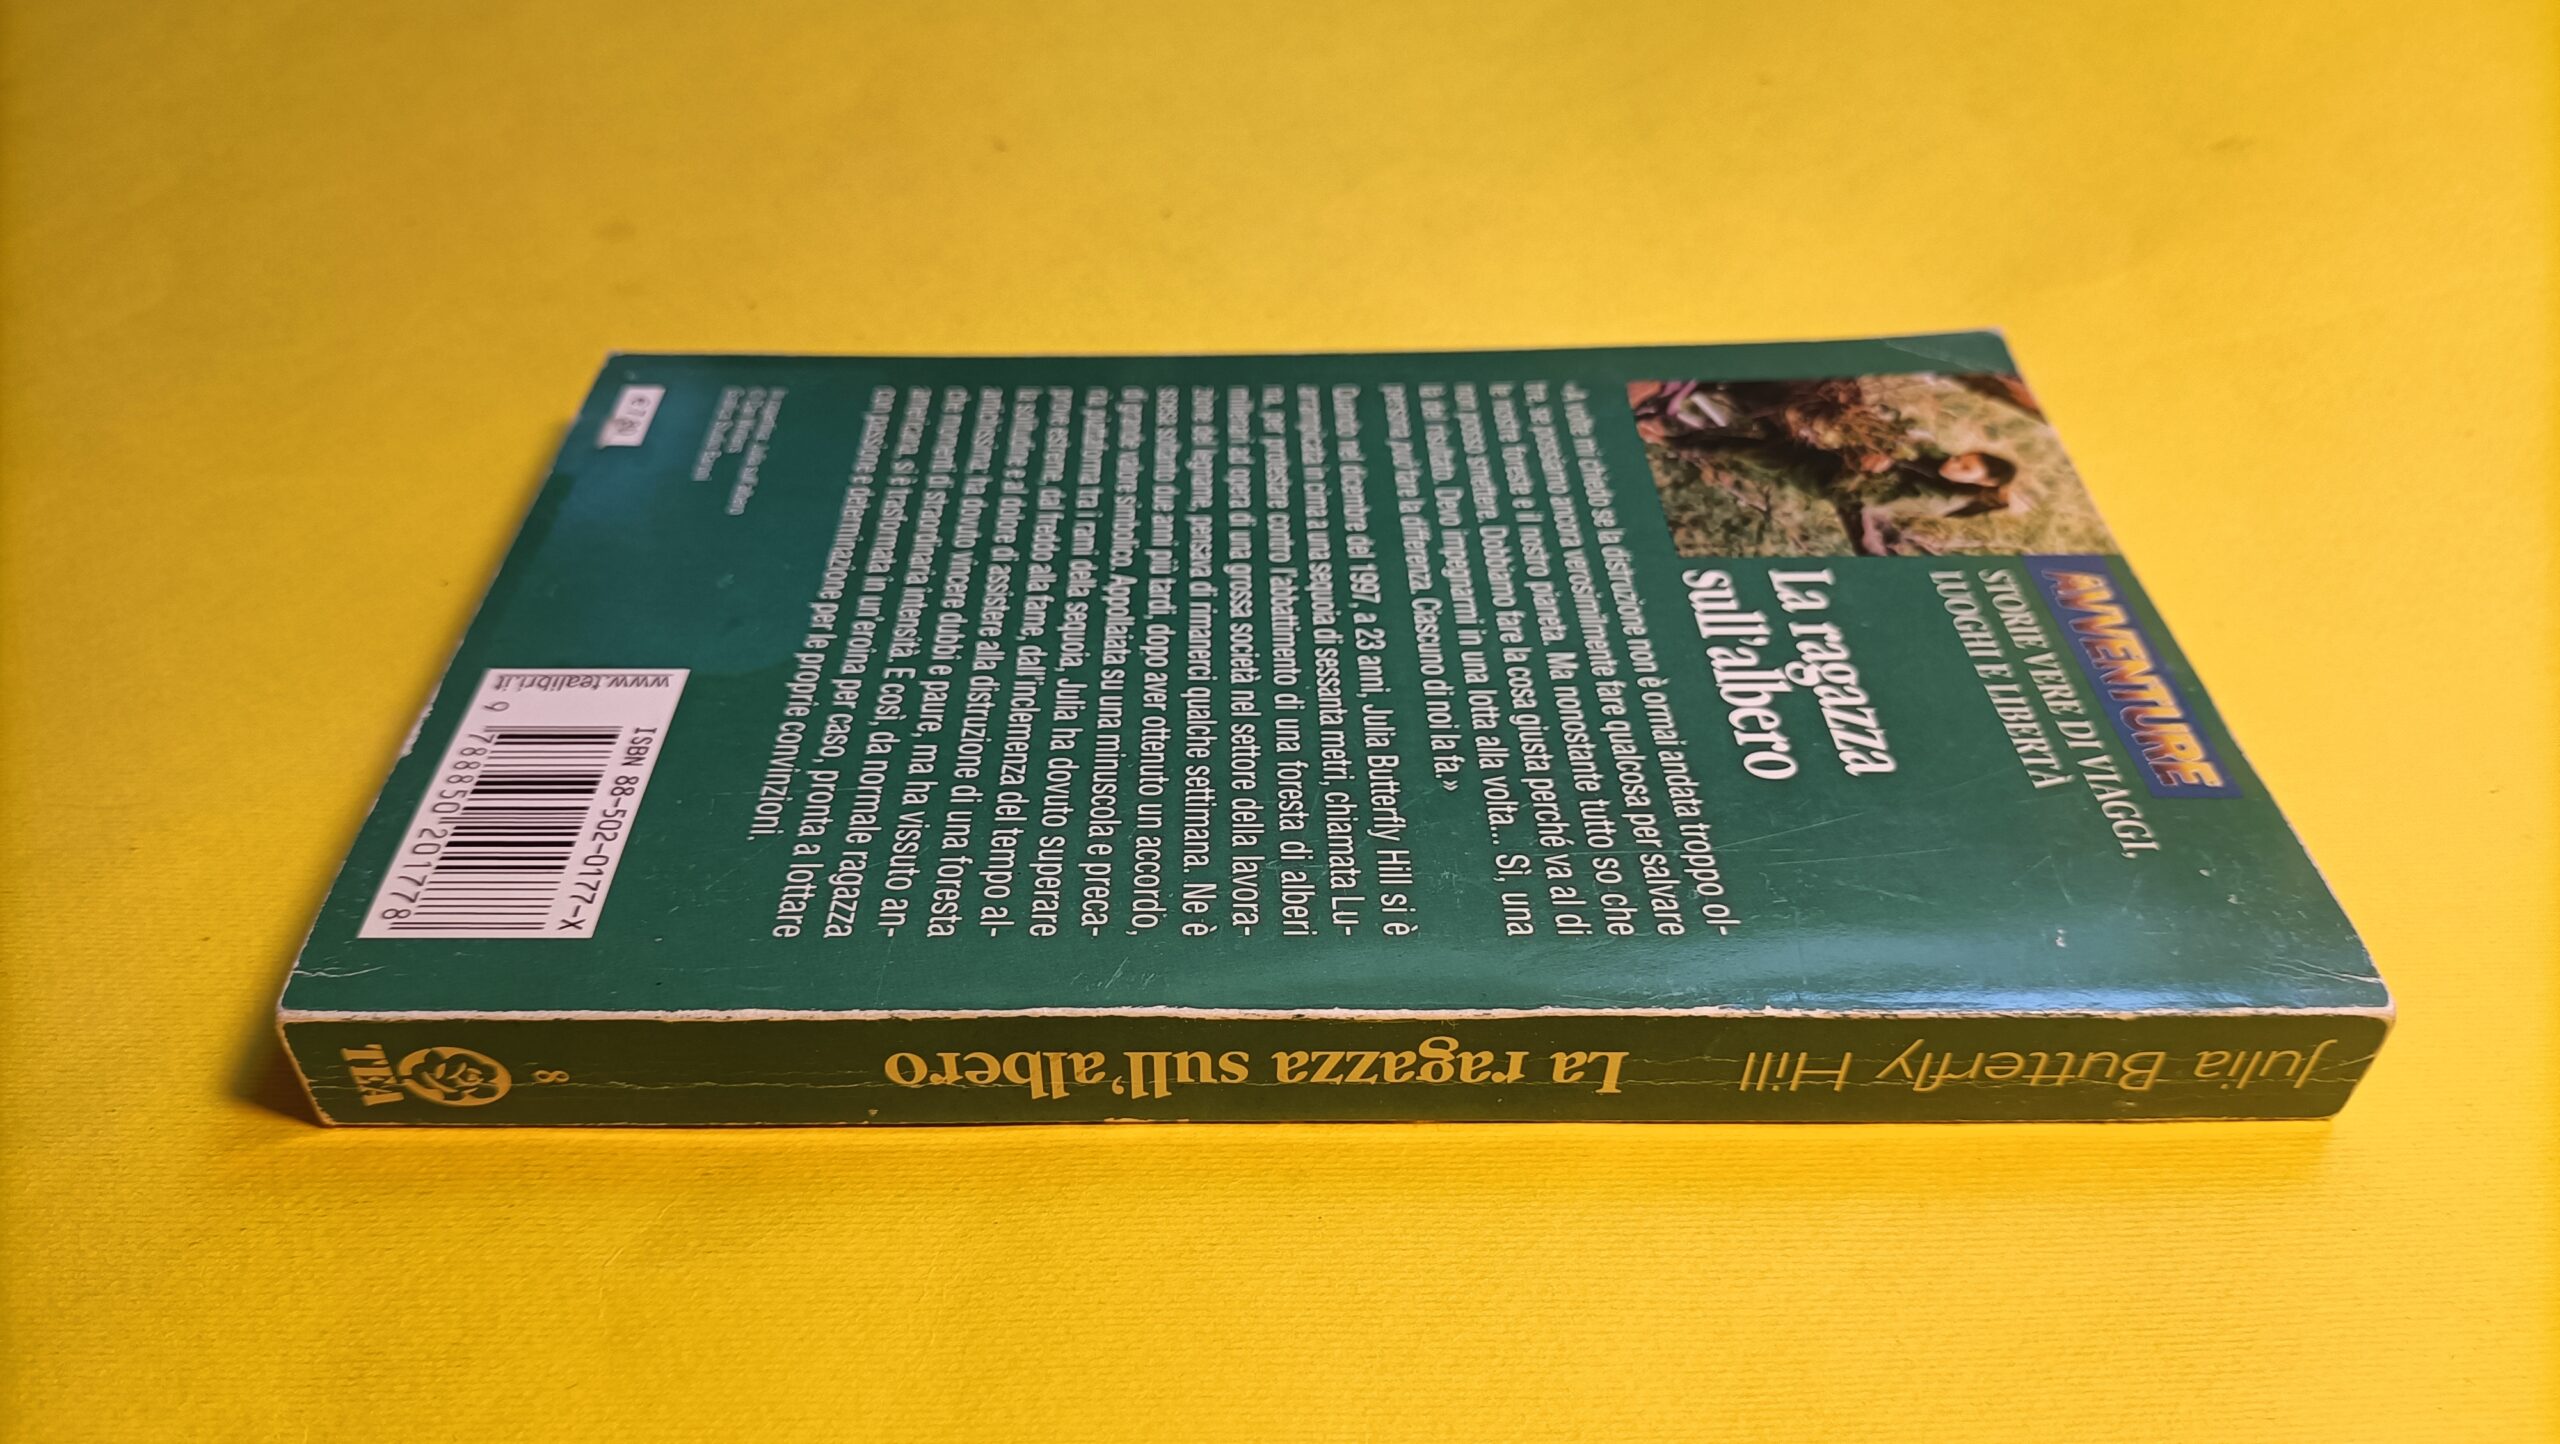 AVVENTURE
STORIE VERE DI VIAGGI,
LUOGHI E LIBERTÀ
La ragazza
sull'albero
«A volte mi chiedo se la distruzione non è ormai andata troppo ol-
tre, se possiamo ancora verosimilmente fare qualcosa per salvare
le nostre foreste e il nostro pianeta. Ma nonostante tutto so che
non posso smettere. Dobbiamo fare la cosa giusta perché va al di
là del risultato. Devo impegnarmi in una lotta alla volta... Sì, una
persona può fare la differenza. Ciascuno di noi la fa.»
Quando nel dicembre del 1997, a 23 anni, Julia Butterfly Hill si è
arrampicata in cima a una sequoia di sessanta metri, chiamata Lu-
na, per protestare contro l'abbattimento di una foresta di alberi
millenari ad opera di una grossa società nel settore della lavora-
zione del legname, pensava di rimanerci qualche settimana. Ne è
scesa soltanto due anni più tardi, dopo aver ottenuto un accordo,
di grande valore simbolico. Appollaiata su una minuscola e preca-
ria piattaforma tra i rami della sequoia, Julia ha dovuto superare
prove estreme, dal freddo alla fame, dall'inclemenza del tempo al-
la solitudine e al dolore di assistere alla distruzione di una foresta
antichissima; ha dovuto vincere dubbi e paure, ma ha vissuto an-
che momenti di straordinaria intensità. E così, da normale ragazza
americana, si è trasformata in un'eroina per caso, pronta a lottare
con passione e determinazione per le proprie convinzioni.
€ 7,80
www.tealibri.it
ISBN 88-502-0177-X
9 788850 201778
Julia Butterfly Hill
La ragazza sull'albero
8
TEA